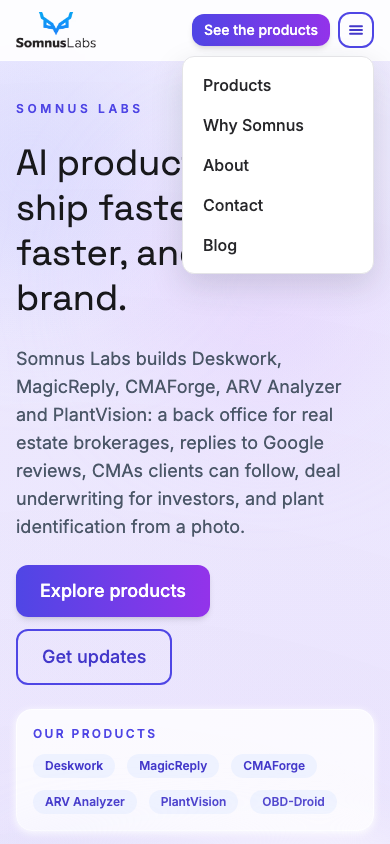 SomnusLabs
See the products
Products
Why Somnus
About
Contact
Blog
SOMNUS LABS
AI
ship
faster,
brand.
Somnus Labs builds Deskwork,
MagicReply, CMAForge, ARV Analyzer
and PlantVision: a back office for real
estate brokerages, replies to Google
reviews, CMAs clients can follow, deal
underwriting for investors, and plant
identification from a photo.
Explore products
Get updates
OUR PRODUCTS
Deskwork MagicReply CMAForge
ARV Analyzer PlantVision OBD-Droid